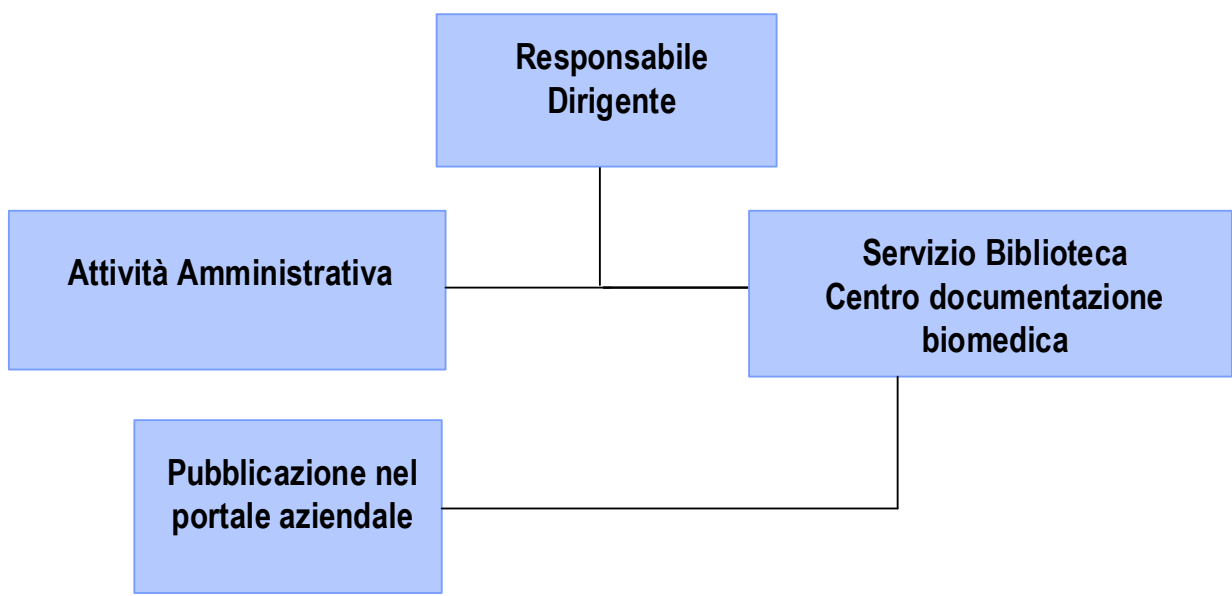 Responsabile
Dirigente
Attività Amministrativa
Servizio Biblioteca
Centro documentazione
biomedica
Pubblicazione nel
portale aziendale